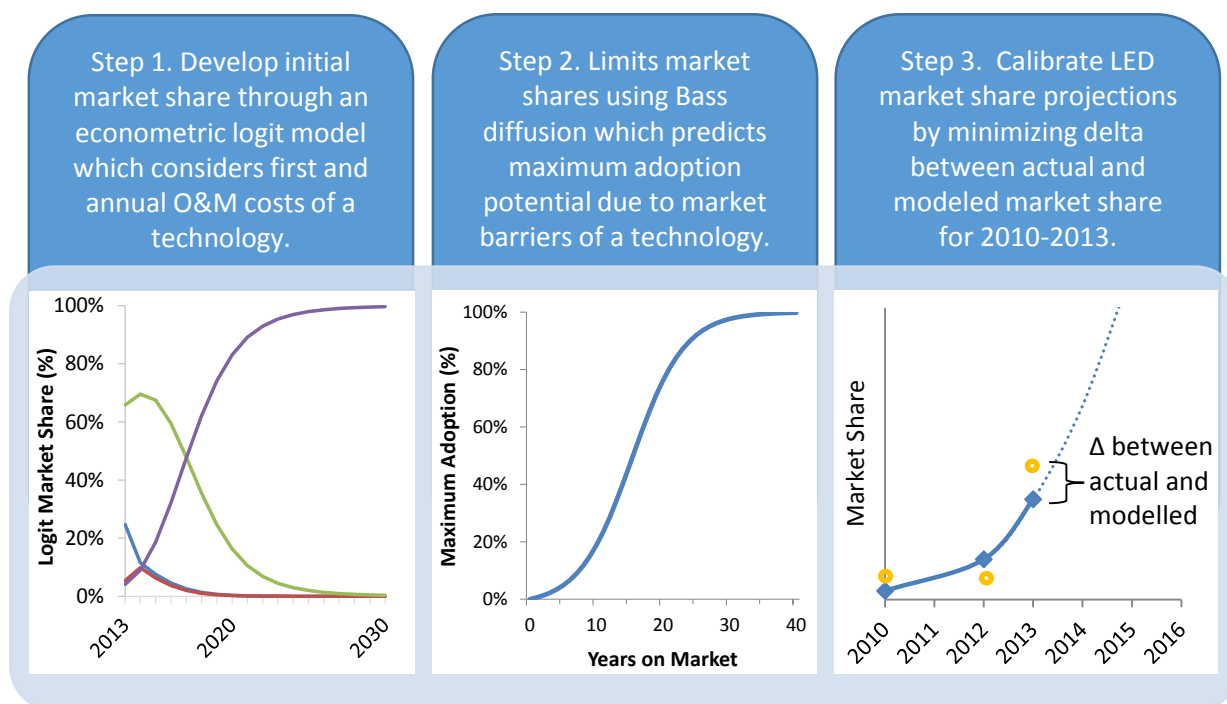 Step 1. Develop initial
market share through an
econometric logit model
which considers first and
annual O&M costs of a
technology.
Step 2. Limits market
shares using Bass
diffusion which predicts
maximum adoption
potential due to market
barriers of a technology.
Step 3.  Calibrate LED
market share projections
by minimizing delta
between actual and
modeled market share
for 2010-2013.
Logit Market Share (%)
100%
80%
60%
40%
20%
0%
2013
2020
2030
Maximum Adoption (%)
100%
80%
60%
40%
20%
0%
0
10
20
30
40
Years on Market
Market Share
Δ between
actual and
modelled
2010
2011
2012
2013
2014
2015
2016